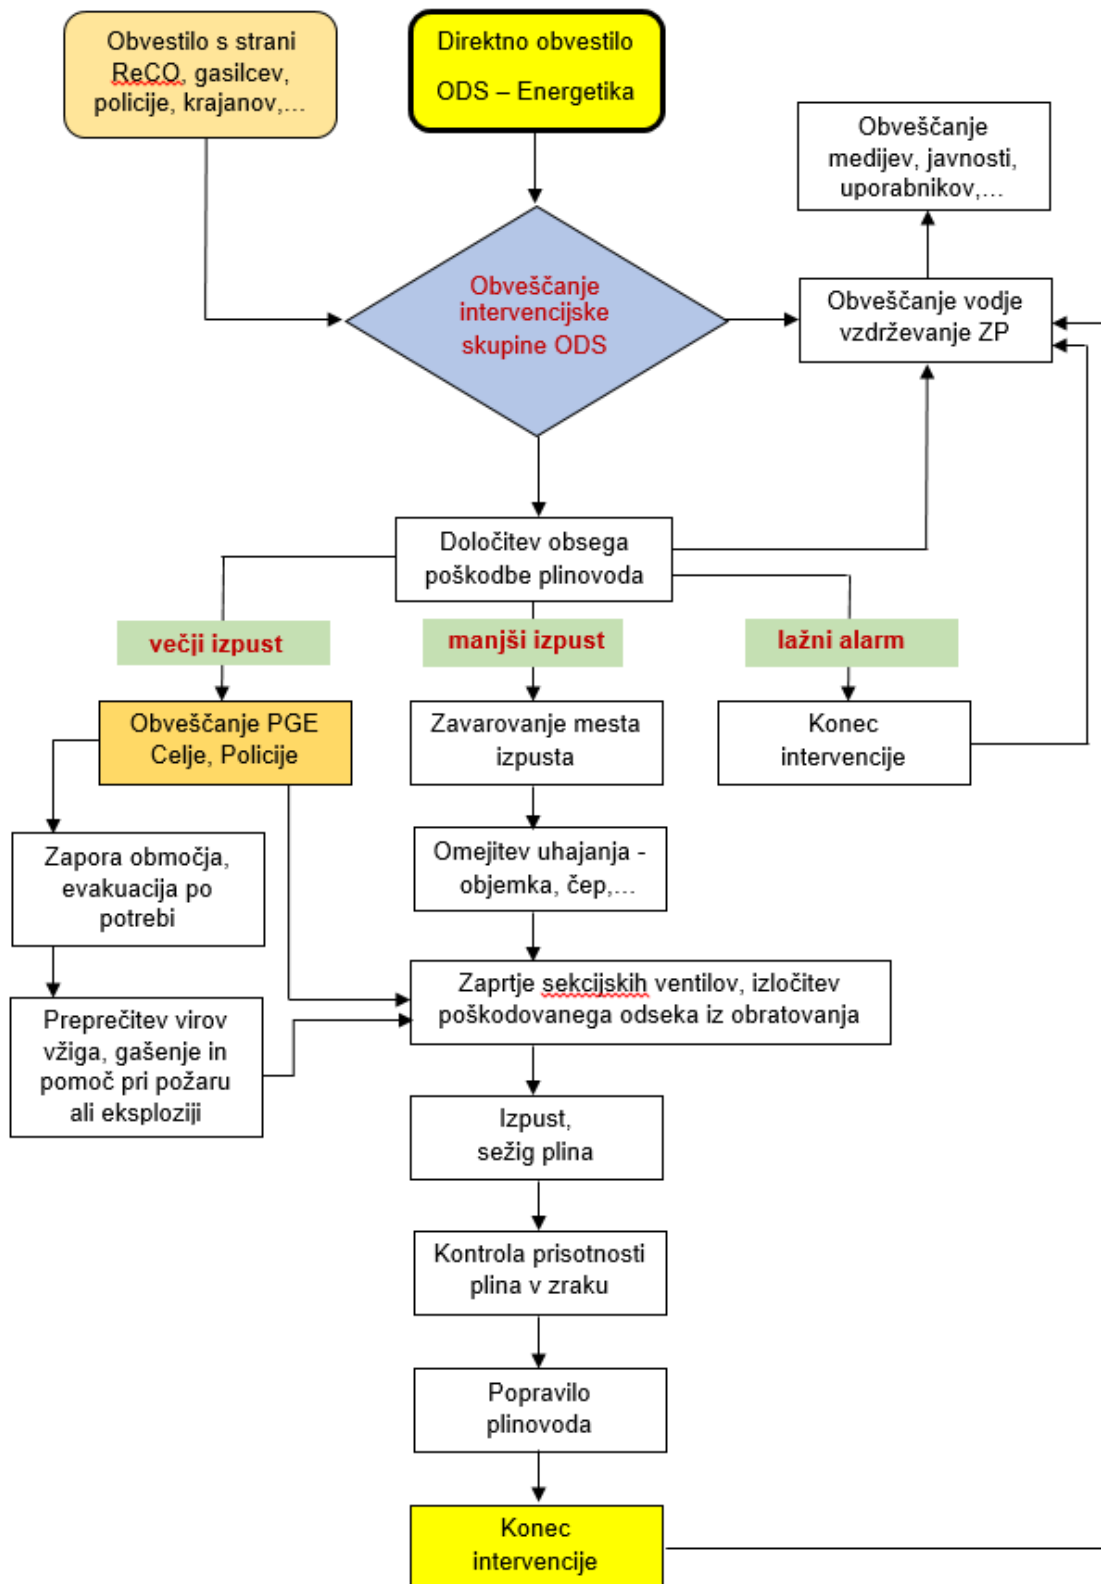 Obvestilo s strani
ReCO, gasilcev,
policije, krajanov,...
Direktno obvestilo
ODS – Energetika
Obveščanje
medijev, javnosti,
uporabnikov,...
Obveščanje
intervencijske
skupine ODS
Obveščanje vodje
vzdrževanje ZP
Določitev obsega
poškodbe plinovoda
večji izpust
manjši izpust
lažni alarm
Obveščanje PGE
Celje, Policije
Zavarovanje mesta
izpusta
Konec
intervencije
Zapora območja,
evakuacija po
potrebi
Omejitev uhajanja -
objemka, čep,...
Zaprtje sekcijskih ventilov, izločitev
poškodovanega odseka iz obratovanja
Preprečitev virov
vžiga, gašenje in
pomoč pri požaru
ali eksploziji
Izpust,
sežig plina
Kontrola prisotnosti
plina v zraku
Popravilo
plinovoda
Konec
intervencije